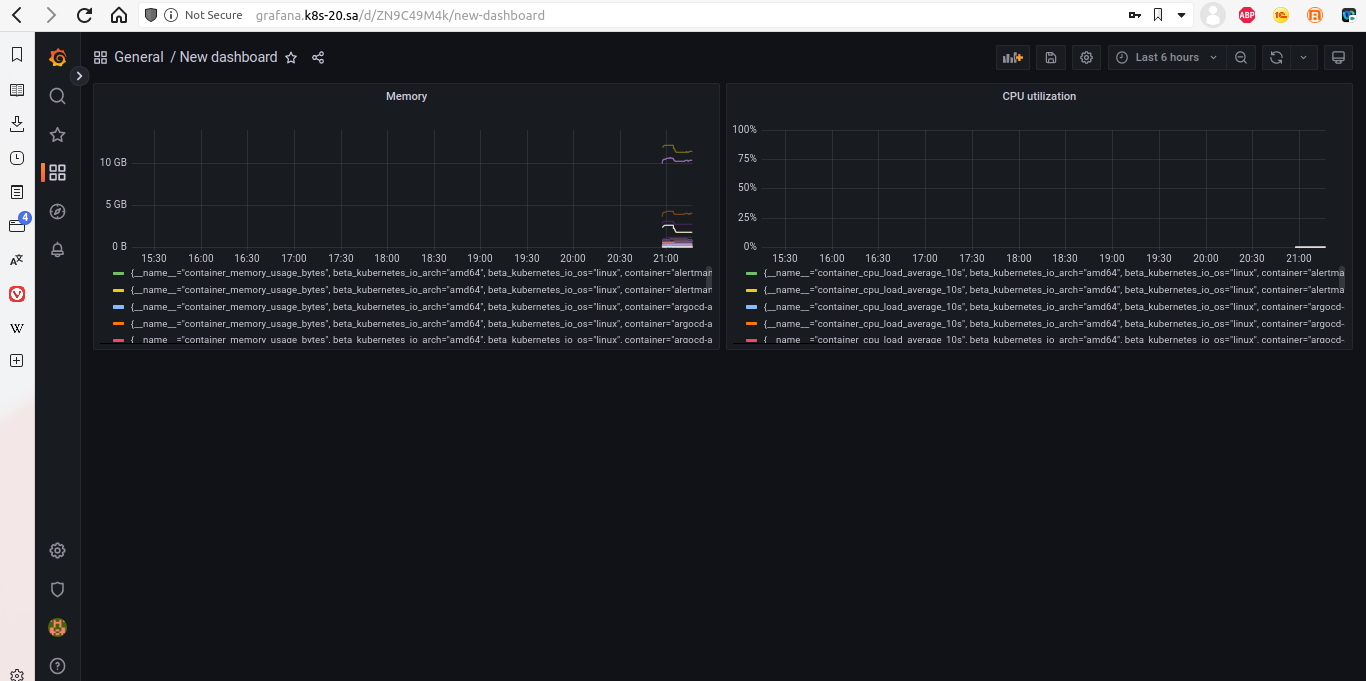 Not Secure grafana.k8s-20.sa/d/ZN9C49M4k/new-dashboard
ABP
General / New dashboard
Last 6 hours
4
Memory
10 GB
5 GB
0 B
15:30 16:00 16:30 17:00 17:30 18:00 18:30 19:00 19:30 20:00 20:30 21:00
{__name__="container_memory_usage_bytes", beta_kubernetes_io_arch="amd64", beta_kubernetes_io_os="linux", container="alertmar
{__name__="container_memory_usage_bytes", beta_kubernetes_io_arch="amd64", beta_kubernetes_io_os="linux", container="alertmar
{__name__="container_memory_usage_bytes", beta_kubernetes_io_arch="amd64", beta_kubernetes_io_os="linux", container="argocd-a
{__name__="container_memory_usage_bytes", beta_kubernetes_io_arch="amd64", beta_kubernetes_io_os="linux", container="argocd-a
{__name__="container_memory_usage_bytes", beta_kubernetes_io_arch="amd64", beta_kubernetes_io_os="linux", container="argocd-a
CPU utilization
100%
75%
50%
25%
0%
15:30 16:00 16:30 17:00 17:30 18:00 18:30 19:00 19:30 20:00 20:30 21:00
{__name__="container_cpu_load_average_10s", beta_kubernetes_io_arch="amd64", beta_kubernetes_io_os="linux", container="alertma
{__name__="container_cpu_load_average_10s", beta_kubernetes_io_arch="amd64", beta_kubernetes_io_os="linux", container="alertma
{__name__="container_cpu_load_average_10s", beta_kubernetes_io_arch="amd64", beta_kubernetes_io_os="linux", container="argocd-
{__name__="container_cpu_load_average_10s", beta_kubernetes_io_arch="amd64", beta_kubernetes_io_os="linux", container="argocd-
{__name__="container_cpu_load_average_10s", beta_kubernetes_io_arch="amd64", beta_kubernetes_io_os="linux", container="argocd-